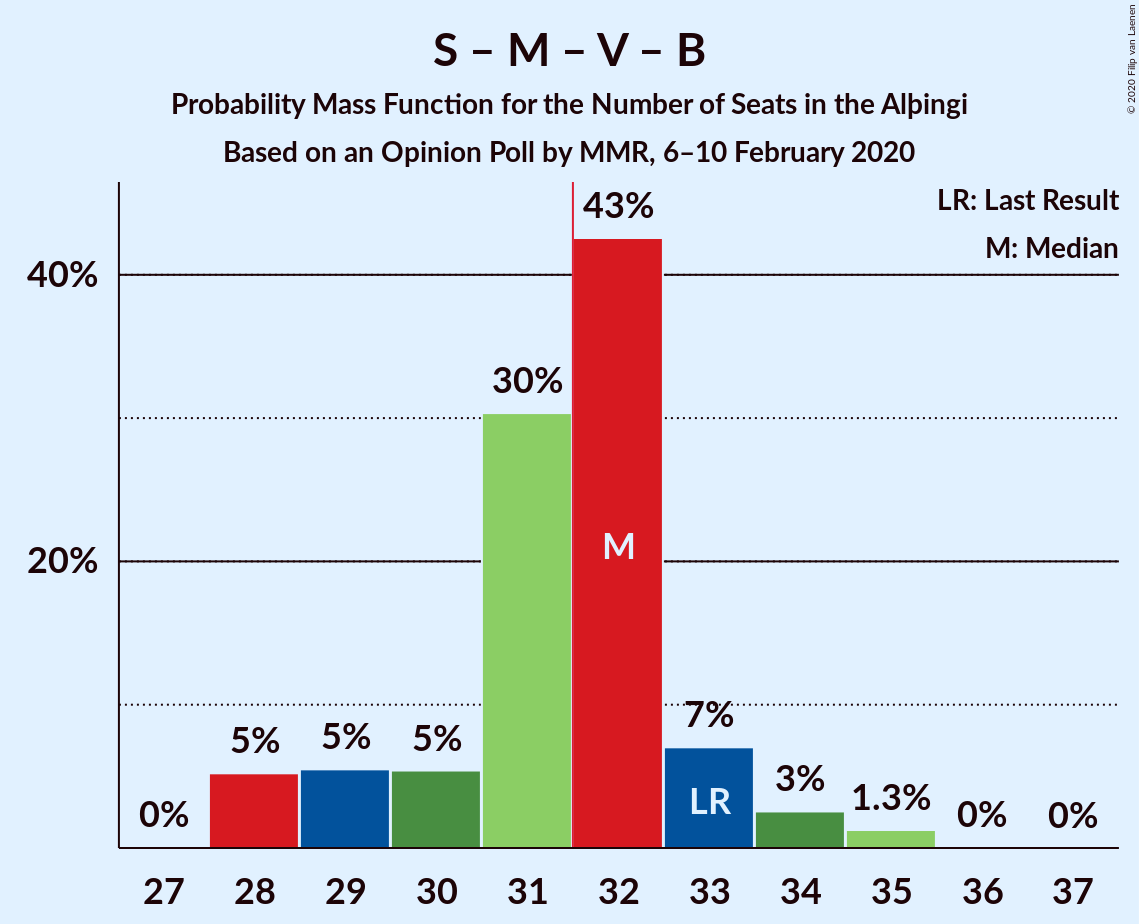 S – M – V – B
Probability Mass Function for the Number of Seats in the Alþingi
Based on an Opinion Poll by MMR, 6–10 February 2020
© 2020 Filip van Laenen
LR: Last Result
M: Median
40%
20%
0%
5%
5%
5%
30%
43%
7%
3%
1.3%
0%
0%
M
LR
27 28 29 30 31 32 33 34 35 36 37